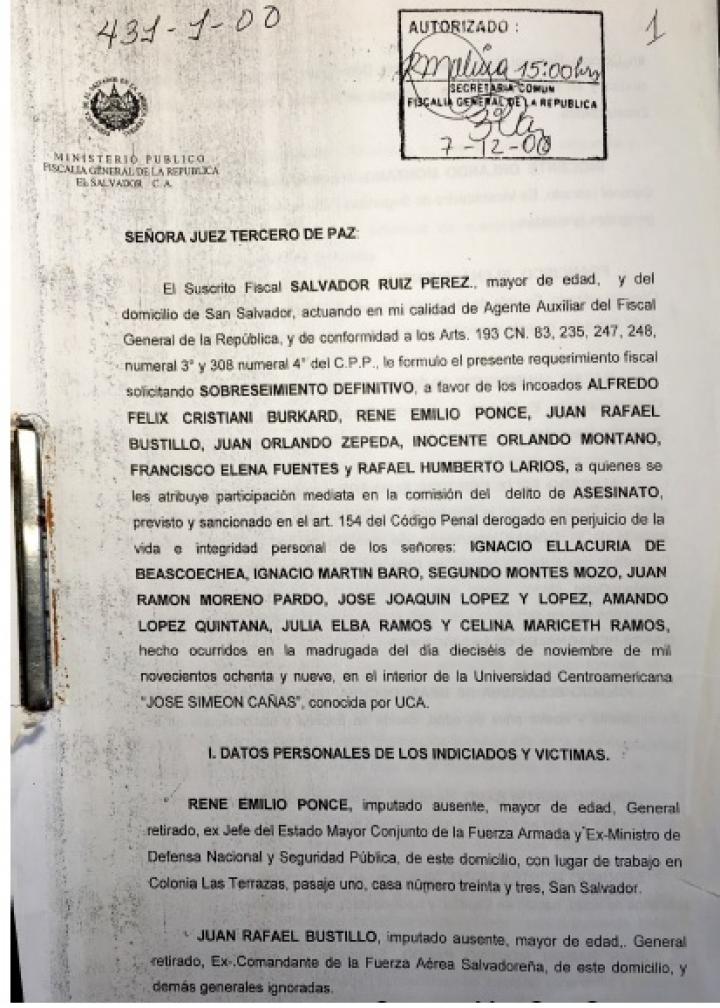 431-1-00
1
AUTORIZADO :
15:00 hrs
SECRETARIA COMUN
FISCALIA GENERAL DE LA REPUBLICA
7-12-00
MINISTERIO PUBLICO
FISCALIA GENERAL DE LA REPUBLICA
EL SALVADOR C.A.
SEÑORA JUEZ TERCERO DE PAZ:
El Suscrito Fiscal SALVADOR RUIZ PEREZ., mayor de edad, y del
domicilio de San Salvador, actuando en mi calidad de Agente Auxiliar del Fiscal
General de la República, y de conformidad a los Arts. 193 CN. 83, 235, 247, 248,
numeral 3° y 308 numeral 4° del C.P.P., le formulo el presente requerimiento fiscal
solicitando SOBRESEIMIENTO DEFINITIVO, a favor de los incoados ALFREDO
FELIX CRISTIANI BURKARD, RENE EMILIO PONCE, JUAN RAFAEL
BUSTILLO, JUAN ORLANDO ZEPEDA, INOCENTE ORLANDO MONTANO,
FRANCISCO ELENA FUENTES y RAFAEL HUMBERTO LARIOS, a quienes se
les atribuye participación mediata en la comisión del delito de ASESINATO,
previsto y sancionado en el art. 154 del Código Penal derogado en perjuicio de la
vida e integridad personal de los señores: IGNACIO ELLACURIA DE
BEASCOECHEA, IGNACIO MARTIN BARO, SEGUNDO MONTES MOZO, JUAN
RAMON MORENO PARDO, JOSE JOAQUIN LOPEZ Y LOPEZ, AMANDO
LOPEZ QUINTANA, JULIA ELBA RAMOS Y CELINA MARICETH RAMOS,
hecho ocurridos en la madrugada del día dieciséis de noviembre de mil
novecientos ochenta y nueve, en el interior de la Universidad Centroamericana
"JOSE SIMEON CAÑAS", conocida por UCA.
I. DATOS PERSONALES DE LOS INDICIADOS Y VICTIMAS.
RENE EMILIO PONCE, imputado ausente, mayor de edad, General
retirado, ex Jefe del Estado Mayor Conjunto de la Fuerza Armada y Ex-Ministro de
Defensa Nacional y Seguridad Pública, de este domicilio, con lugar de trabajo en
Colonia Las Terrazas, pasaje uno, casa número treinta y tres, San Salvador.
JUAN RAFAEL BUSTILLO, imputado ausente, mayor de edad,. General
retirado, Ex-.Comandante de la Fuerza Aérea Salvadoreña, de este domicilio, y
demás generales ignoradas.